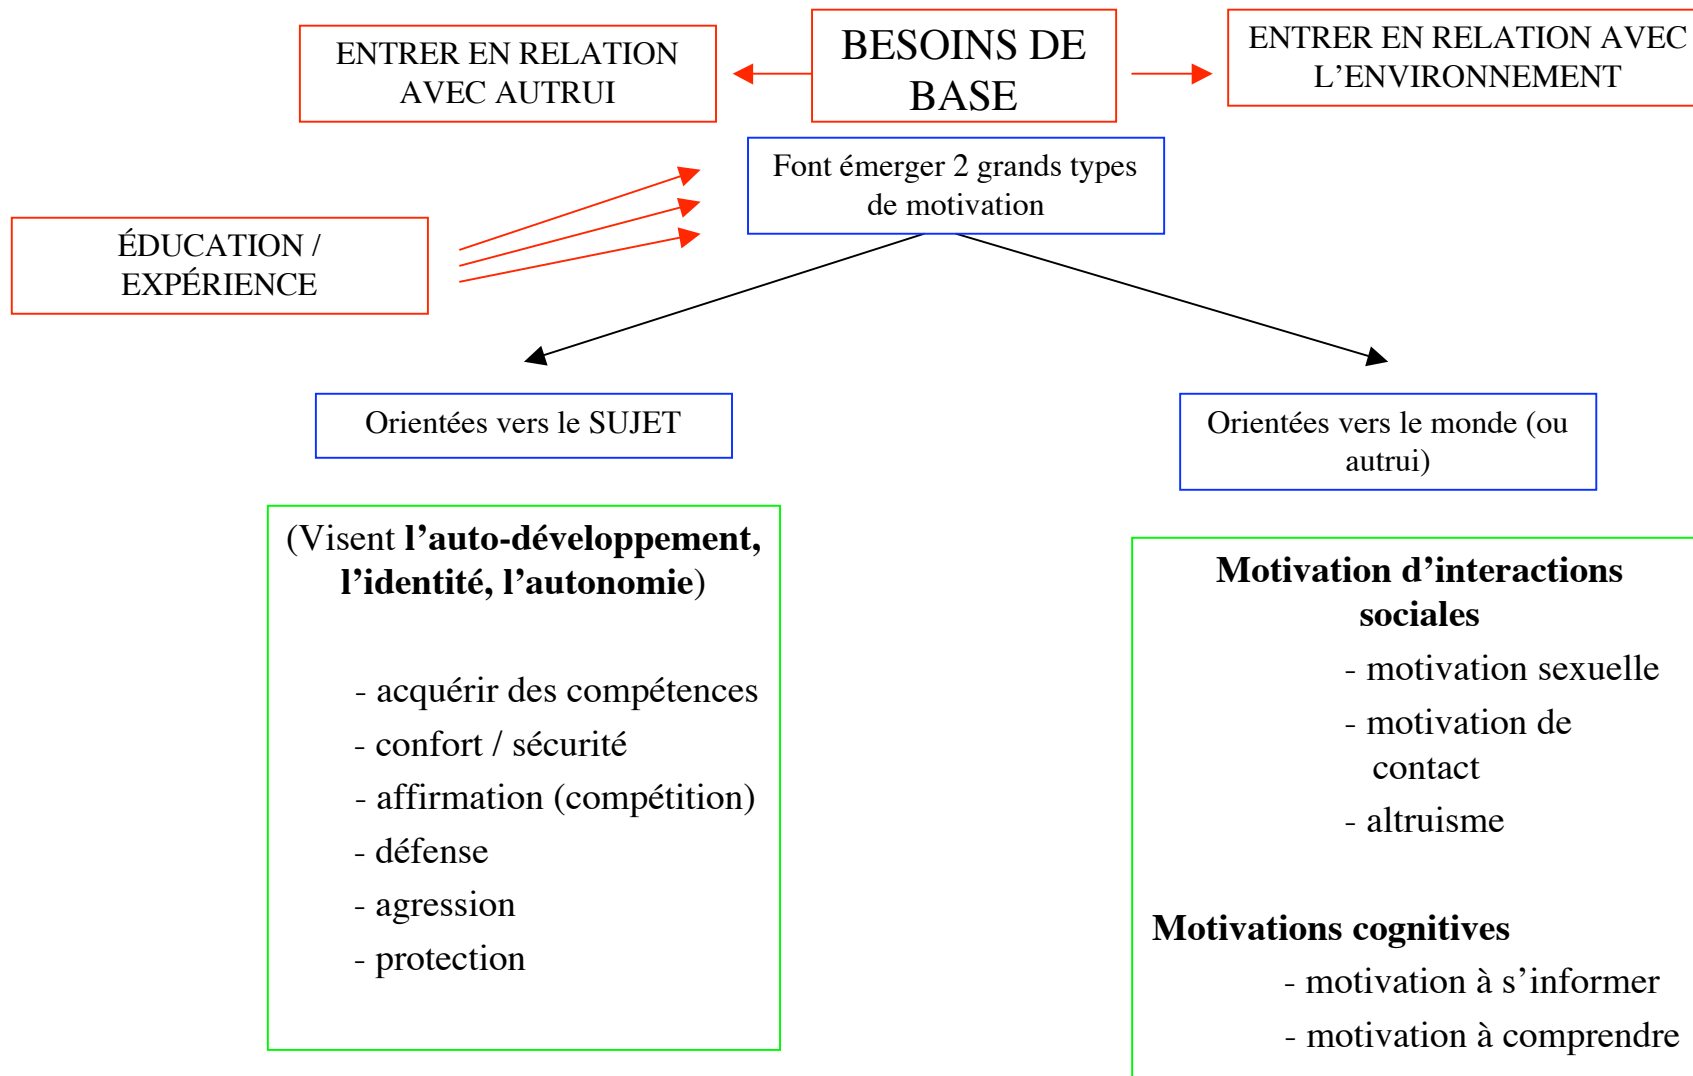 ENTRER EN RELATION
AVEC AUTRUI
BESOINS DE
BASE
ENTRER EN RELATION AVEC
L’ENVIRONNEMENT
Font émerger 2 grands types
de motivation
ÉDUCATION /
EXPÉRIENCE
Orientées vers le SUJET
Orientées vers le monde (ou
autrui)
(Visent l’auto-développement,
l’identité, l’autonomie)
- acquérir des compétences
- confort / sécurité
- affirmation (compétition)
- défense
- agression
- protection
Motivation d’interactions
sociales
- motivation sexuelle
- motivation de
contact
- altruisme
Motivations cognitives
- motivation à s’informer
- motivation à comprendre